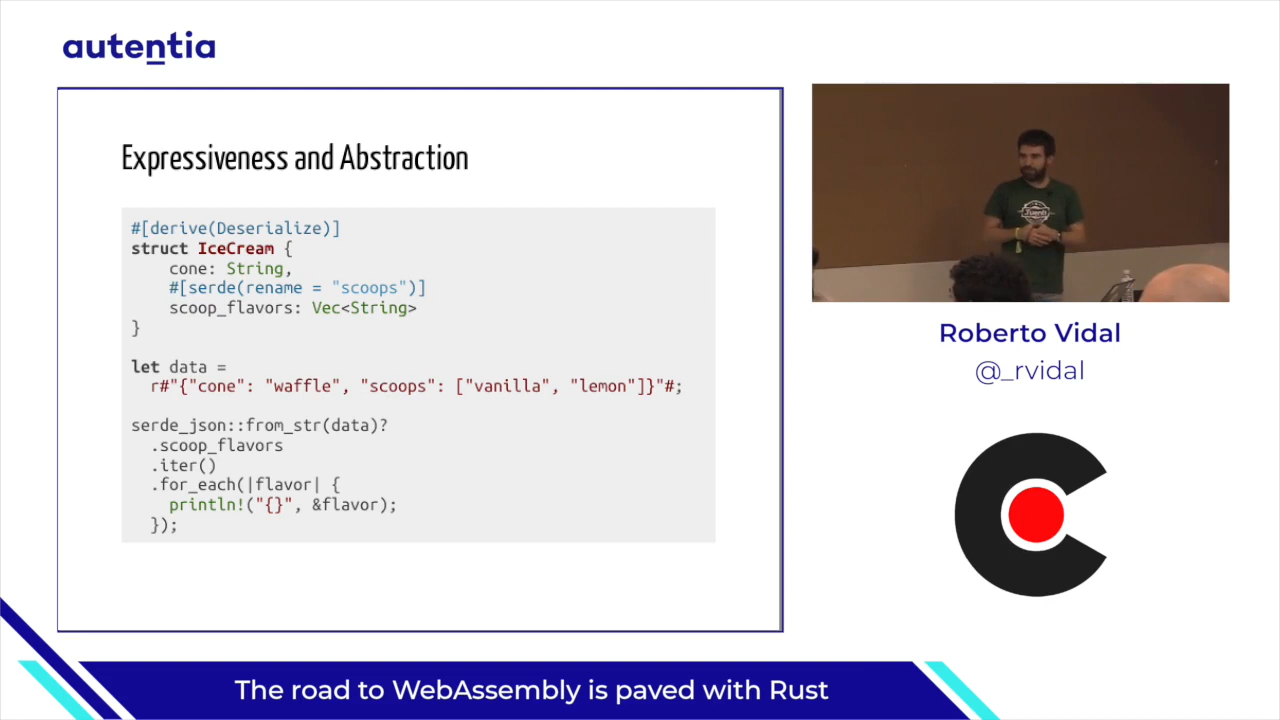 autentia
Expressiveness and Abstraction
#[derive(Deserialize)]
struct IceCream {
    cone: String,
    #[serde(rename = "scoops")]
    scoop_flavors: Vec<String>
}
let data =
  r#"{"cone": "waffle", "scoops": ["vanilla", "lemon"]}"#;
serde_json::from_str(data)?
  .scoop_flavors
  .iter()
  .for_each(|flavor| {
    println!("{}", &flavor);
  });
Roberto Vidal
@_rvidal
The road to WebAssembly is paved with Rust